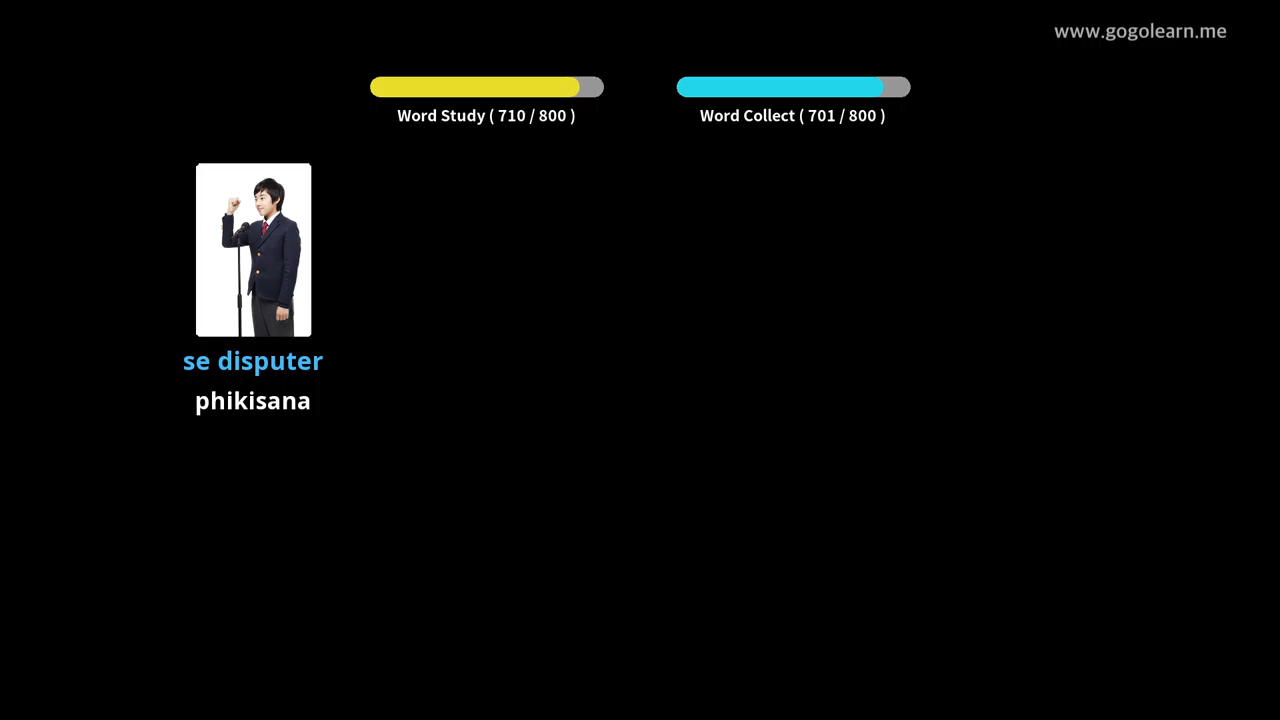 www.gogolearn.me
Word Study ( 710 / 800 )
Word Collect ( 701 / 800 )
se disputer
phikisana